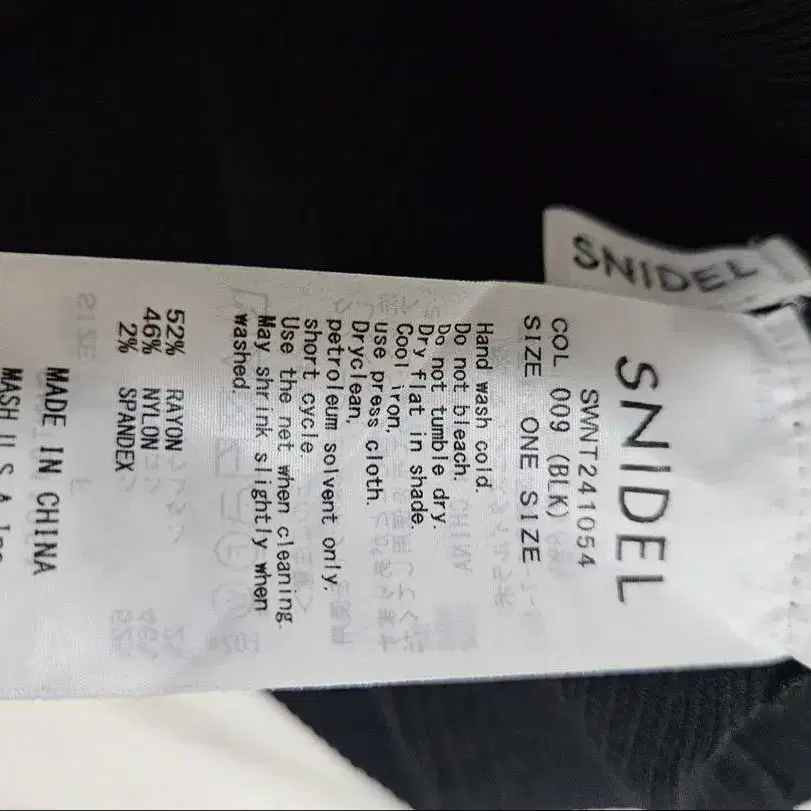 SNIDEL
SNIDEL
SWNT241054
COL 009 (BLK)
SIZE ONE SIZE
Hand wash cold.
Do not bleach.
Do not tumble dry.
Dry flat in shade.
Cool iron,
use press cloth.
Dryclean,
petroleum solvent only.
short cycle
Use the net when cleaning.
May shrink slightly when
washed.
52% RAYON
46% NYLON
2% SPANDEX
MADE IN CHINA
MASH U.S.A